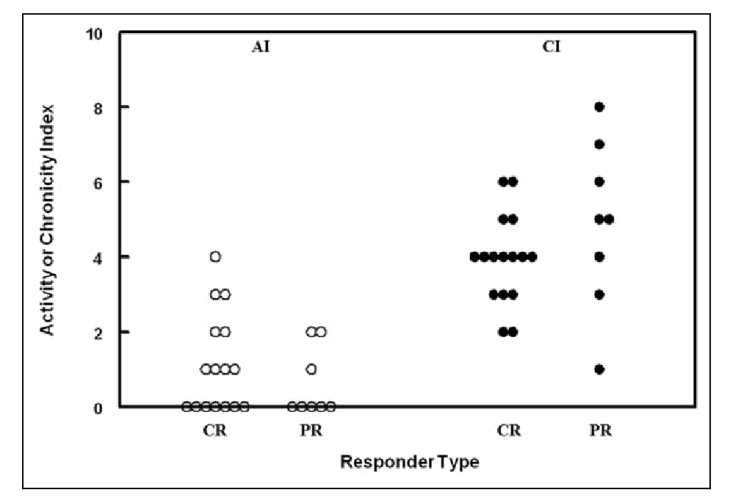 10
AI
CI
8
6
4
2
0
Activity or Chronicity Index
CR
PR
CR
PR
Responder Type